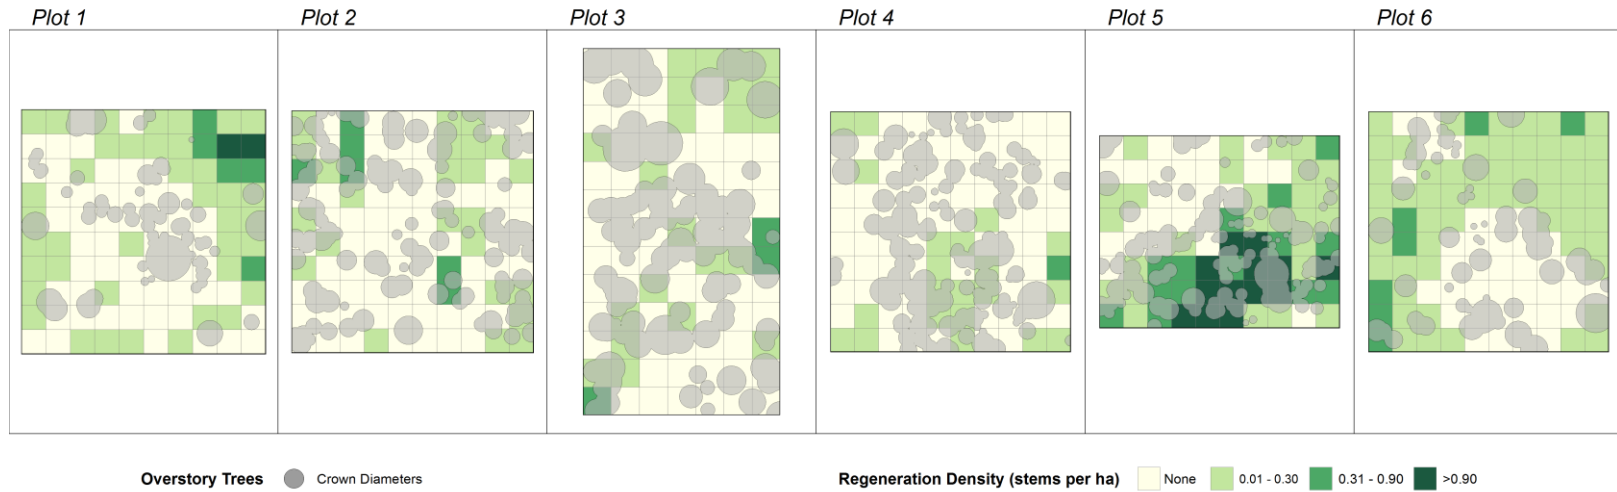 Plot 1 Plot 2 Plot 3 Plot 4 Plot 5 Plot 6
Overstory Trees Crown Diameters Regeneration Density (stems per ha) None 0.01 - 0.30 0.31 - 0.90 >0.90